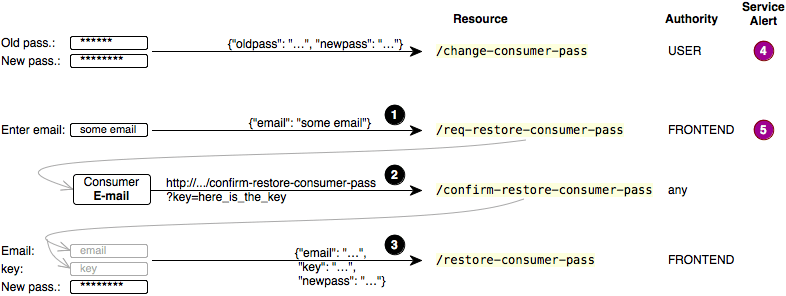 Resource
Authority
Service
Alert
Old pass.: ******
New pass.: ********
{"oldpass": "...", "newpass": "..."}
/change-consumer-pass
USER
4
Enter email: some email
{"email": "some email"}
1
/req-restore-consumer-pass
FRONTEND
5
Consumer
E-mail
http://.../confirm-restore-consumer-pass
?key=here_is_the_key
2
/confirm-restore-consumer-pass
any
Email: email
key: key
New pass.: ********
{"email": "...",
"key": "...",
"newpass": "..."}
3
/restore-consumer-pass
FRONTEND